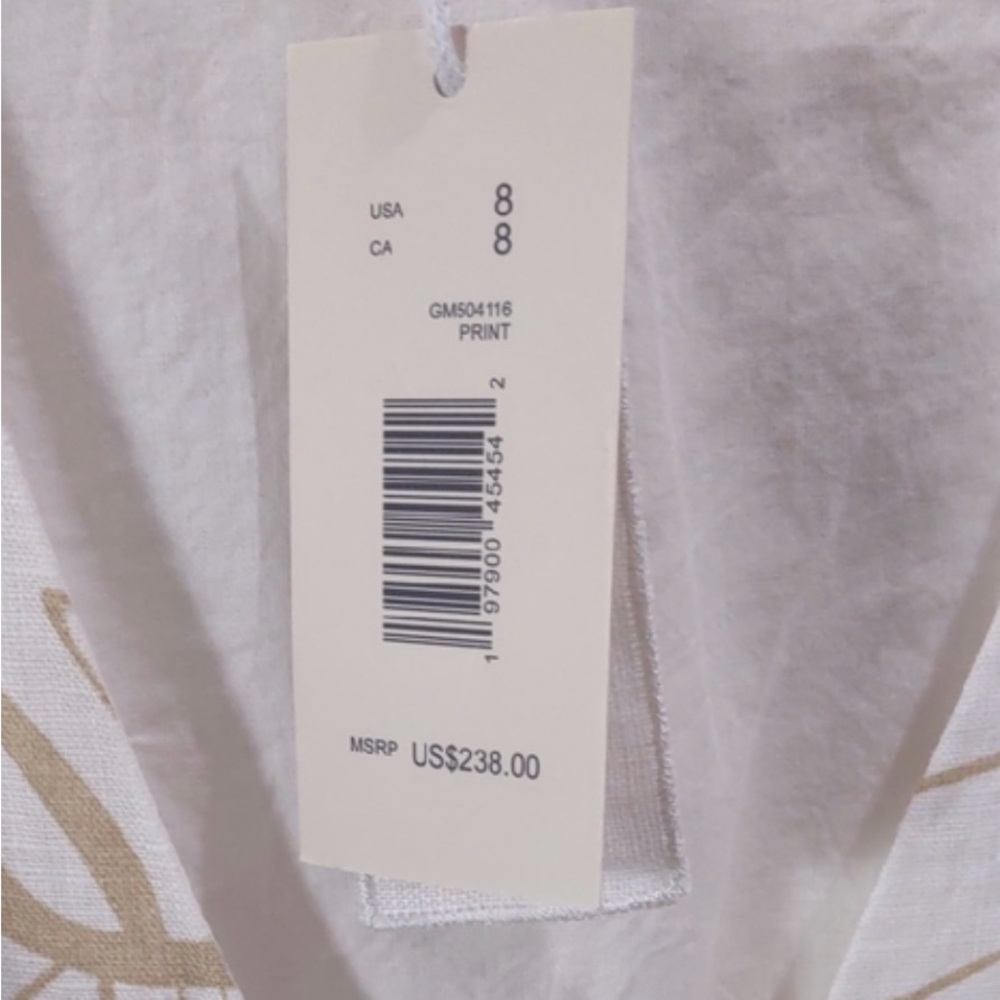 USA 8
CA 8
GM504116
PRINT
1 97900 45454 2
MSRP US$238.00